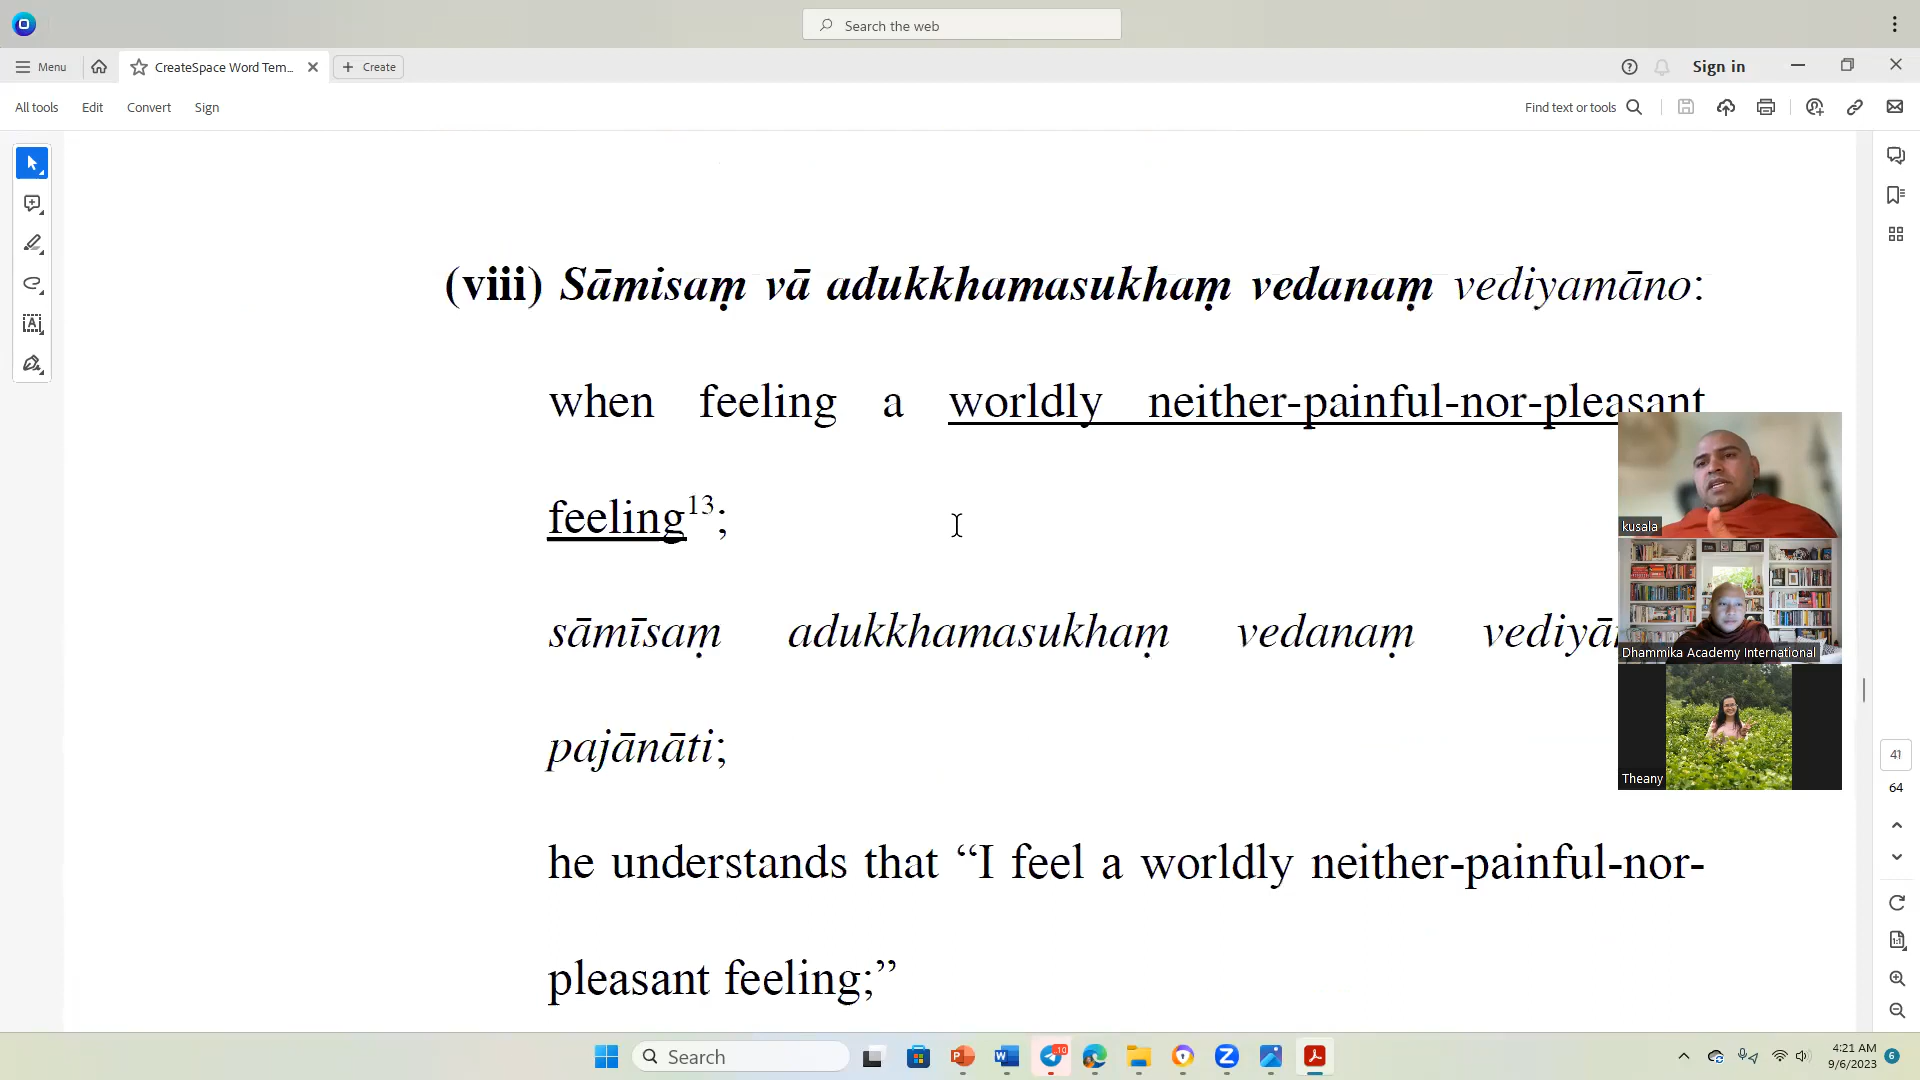 Search the web
Menu
CreateSpace Word Tem...
Create
Sign in
All tools
Edit
Convert
Sign
Find text or tools
(viii) Sāmisaṃ vā adukkhamasukhaṃ vedanaṃ vediyamāno:
when feeling a worldly neither-painful-nor-pleasant
feeling13;
sāmīsaṃ adukkhamasukhaṃ vedanaṃ
pajānāti;
he understands that “I feel a worldly neither-painful-nor-
pleasant feeling;”
kusala
Dhammika Academy International
Theany
41
64
Search
10
4:21 AM
9/6/2023
6